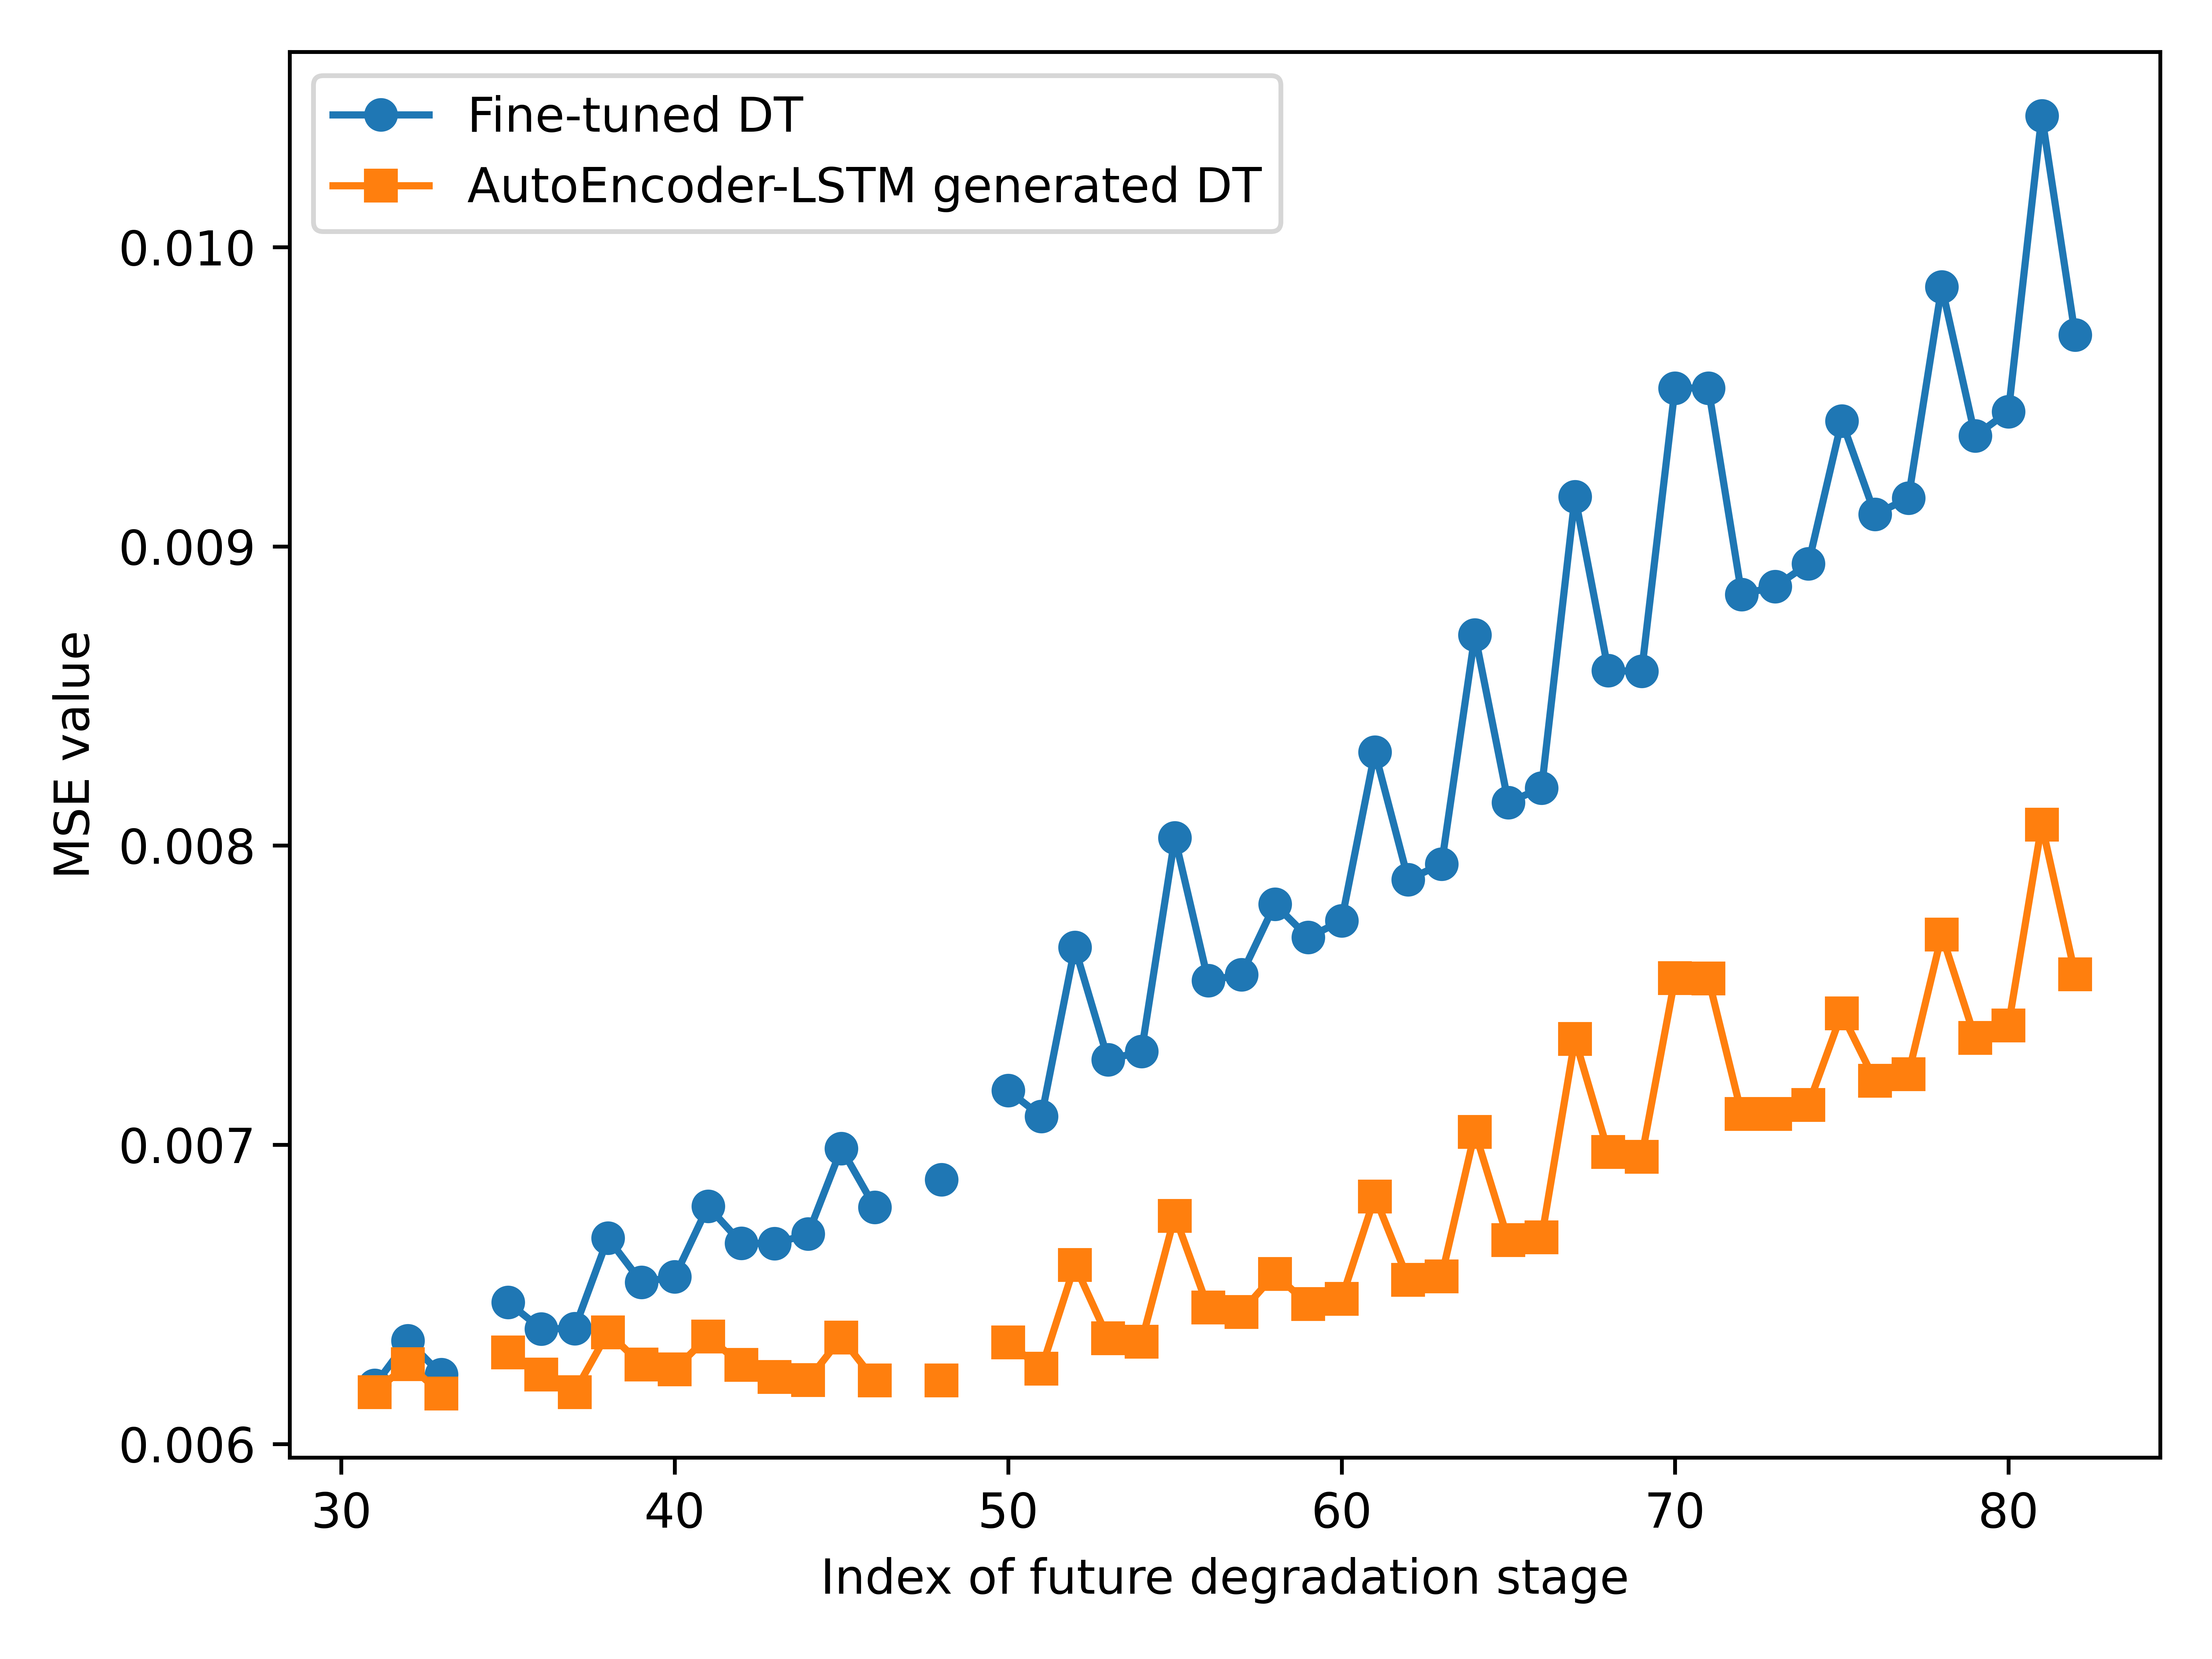 Fine-tuned DT
AutoEncoder-LSTM generated DT
0.010
0.009
0.008
0.007
0.006
MSE value
30 40 50 60 70 80
Index of future degradation stage